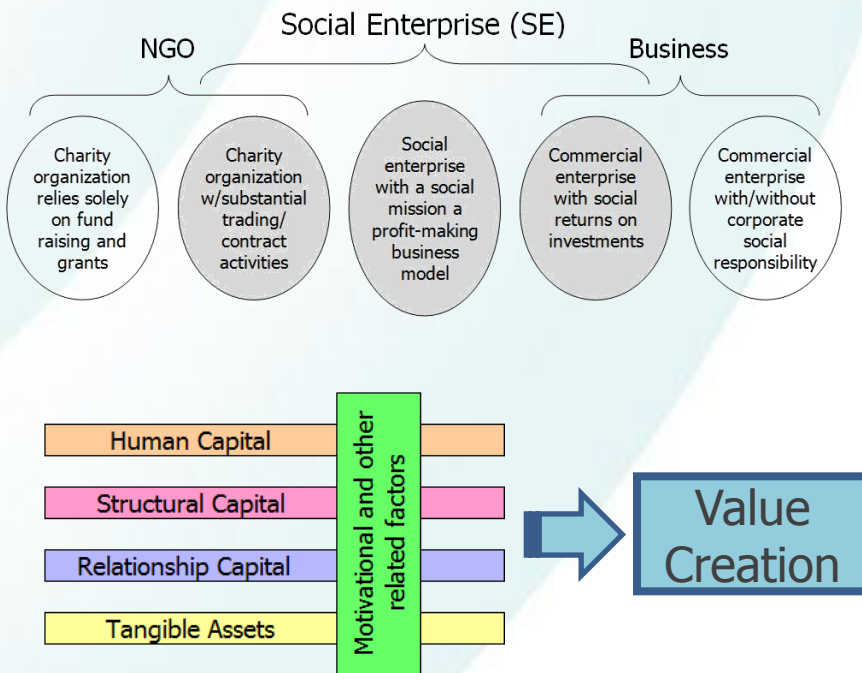 Social Enterprise (SE)
NGO
Business
Charity
organization
relies solely
on fund
raising and
grants
Charity
organization
w/substantial
trading/
contract
activities
Social
enterprise
with a social
mission a
profit-making
business
model
Commercial
enterprise
with social
returns on
investments
Commercial
enterprise
with/without
corporate
social
responsibility
Human Capital
Structural Capital
Relationship Capital
Tangible Assets
Motivational and other
related factors
Value
Creation